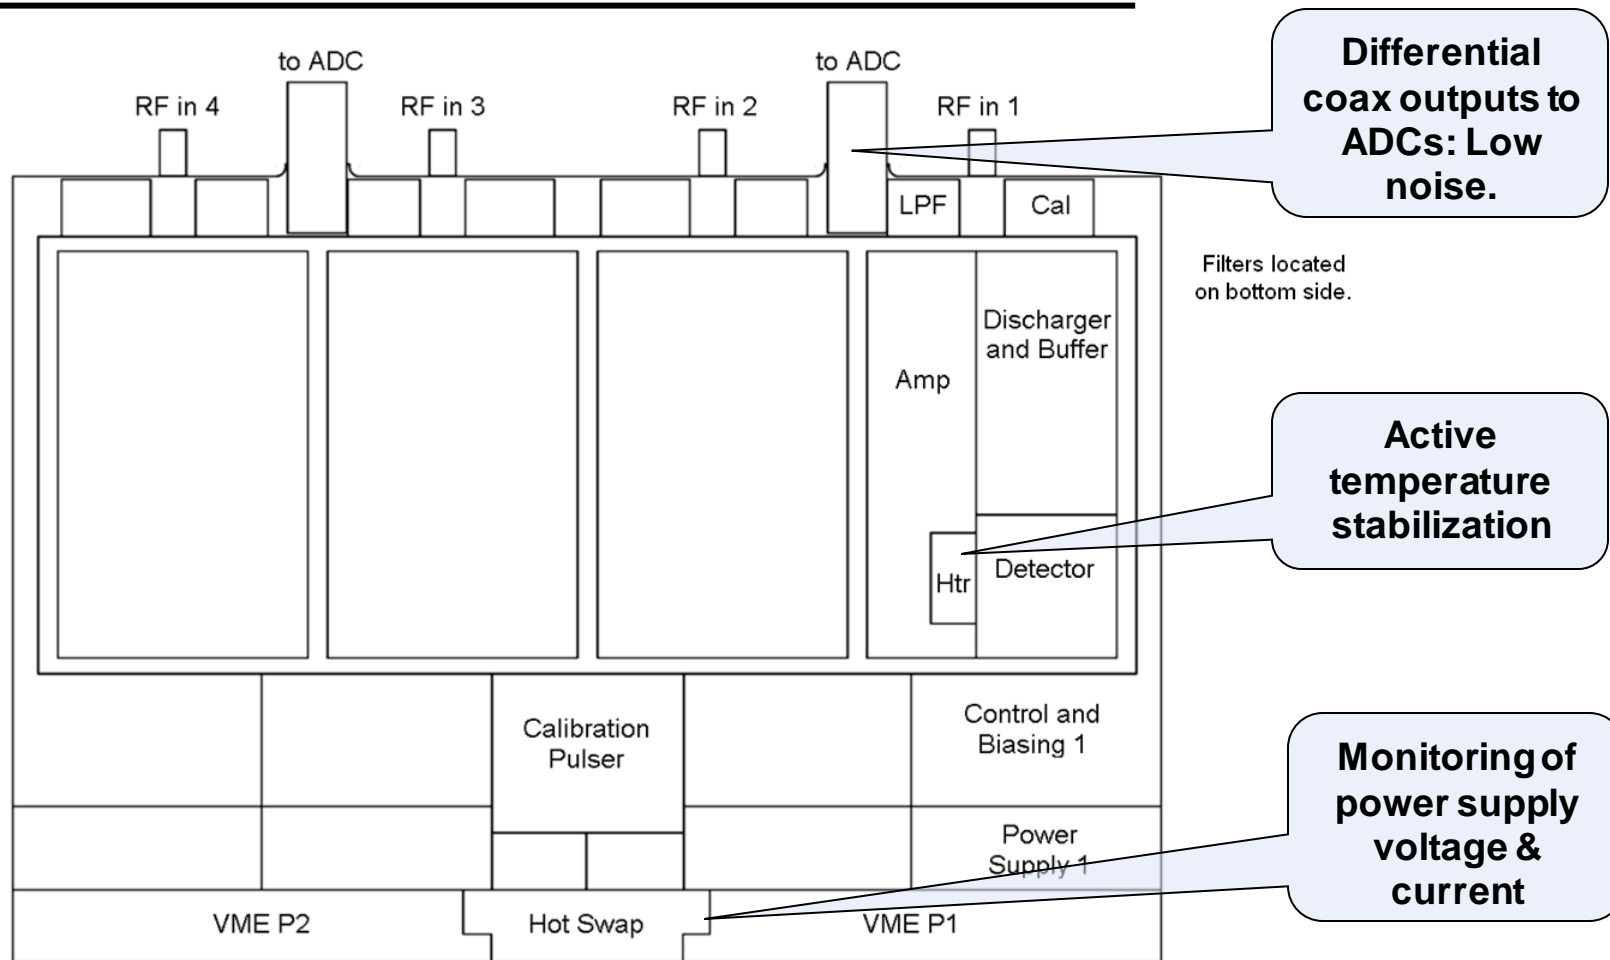 to ADC
to ADC
RF in 4
RF in 3
RF in 2
RF in 1
Differential
coax outputs to
ADCs: Low
noise.
LPF
Cal
Filters located
on bottom side.
Discharger
and Buffer
Amp
Active
temperature
stabilization
Htr
Detector
Calibration
Pulser
Control and
Biasing 1
Monitoring of
power supply
voltage &
current
Power
Supply 1
VME P2
Hot Swap
VME P1